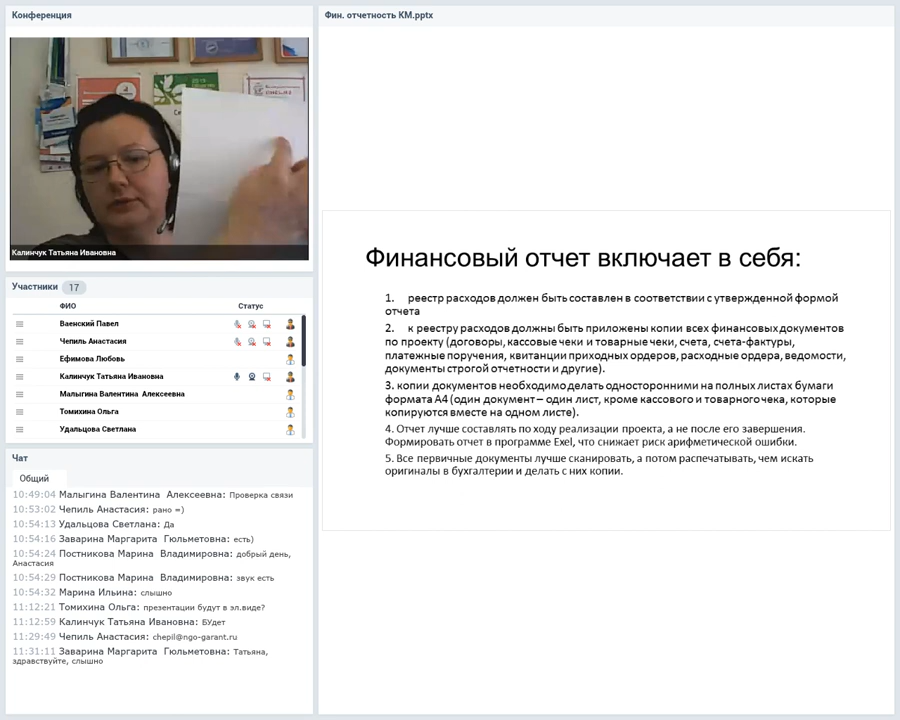 Конференция
Калинчук Татьяна Ивановна
Участники 17
ФИО Статус
Ваенский Павел
Чепиль Анастасия
Ефимова Любовь
Калинчук Татьяна Ивановна
Малыгина Валентина Алексеевна
Томихина Ольга
Удальцова Светлана
Чат
Общий
10:49:04 Малыгина Валентина Алексеевна: Проверка связи
10:53:02 Чепиль Анастасия: рано =)
10:54:13 Удальцова Светлана: Да
10:54:16 Заварина Маргарита Гюльметовна: есть)
10:54:24 Постникова Марина Владимировна: добрый день,
Анастасия
10:54:29 Постникова Марина Владимировна: звук есть
10:54:32 Марина Ильина: слышно
11:12:21 Томихина Ольга: презентации будут в эл.виде?
11:12:59 Калинчук Татьяна Ивановна: БУдет
11:29:49 Чепиль Анастасия: chepil@ngo-garant.ru
11:31:11 Заварина Маргарита Гюльметовна: Татьяна,
здравствуйте, слышно
Фин. отчетность КМ.pptx
Финансовый отчет включает в себя:
1. реестр расходов должен быть составлен в соответствии с утвержденной формой
отчета
2. к реестру расходов должны быть приложены копии всех финансовых документов
по проекту (договоры, кассовые чеки и товарные чеки, счета, счета-фактуры,
платежные поручения, квитанции приходных ордеров, расходные ордера, ведомости,
документы строгой отчетности и другие).
3. копии документов необходимо делать односторонними на полных листах бумаги
формата А4 (один документ – один лист, кроме кассового и товарного чека, которые
копируются вместе на одном листе).
4. Отчет лучше составлять по ходу реализации проекта, а не после его завершения.
Формировать отчет в программе Exel, что снижает риск арифметической ошибки.
5. Все первичные документы лучше сканировать, а потом распечатывать, чем искать
оригиналы в бухгалтерии и делать с них копии.